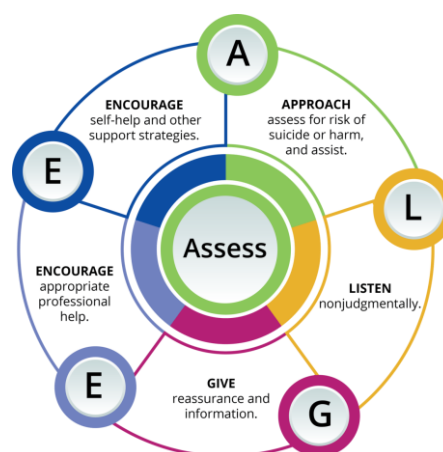 A
APPROACH
assess for risk of
suicide or harm,
and assist.
L
LISTEN
nonjudgmentally.
G
GIVE
reassurance and
information.
E
ENCOURAGE
appropriate
professional
help.
E
ENCOURAGE
self-help and other
support strategies.
Assess